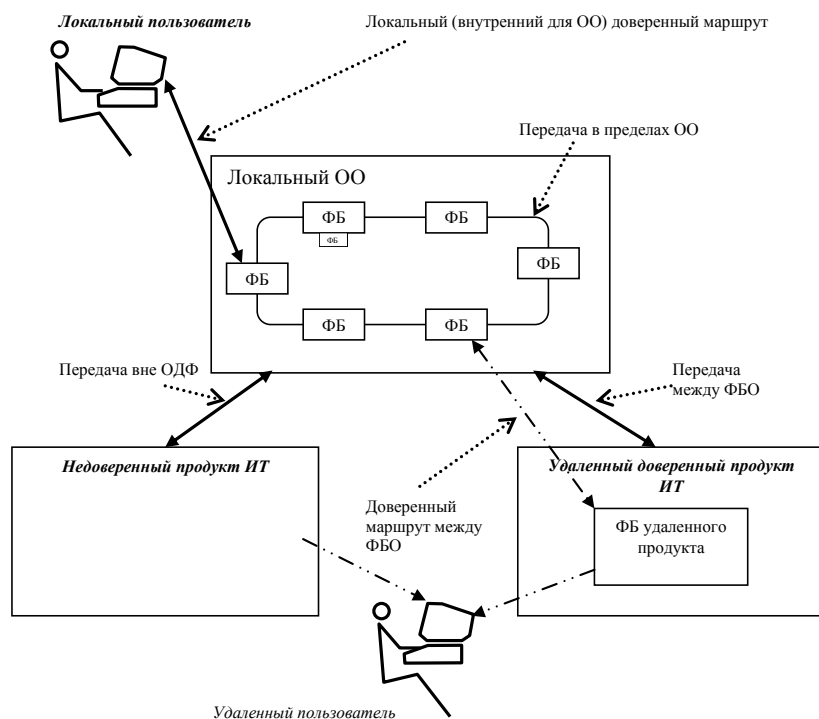 Локальный пользователь
Локальный (внутренний для ОО) доверенный маршрут
Передача в пределах ОО
Локальный ОО
ФБ
ФБ
ФБ
ФБ
ФБ
ФБ
ФБ
Передача вне ОДФ
Передача
между ФБО
Недоверенный продукт ИТ
Удаленный доверенный продукт
ИТ
Доверенный
маршрут между
ФБО
ФБ удаленного
продукта
Удаленный пользователь